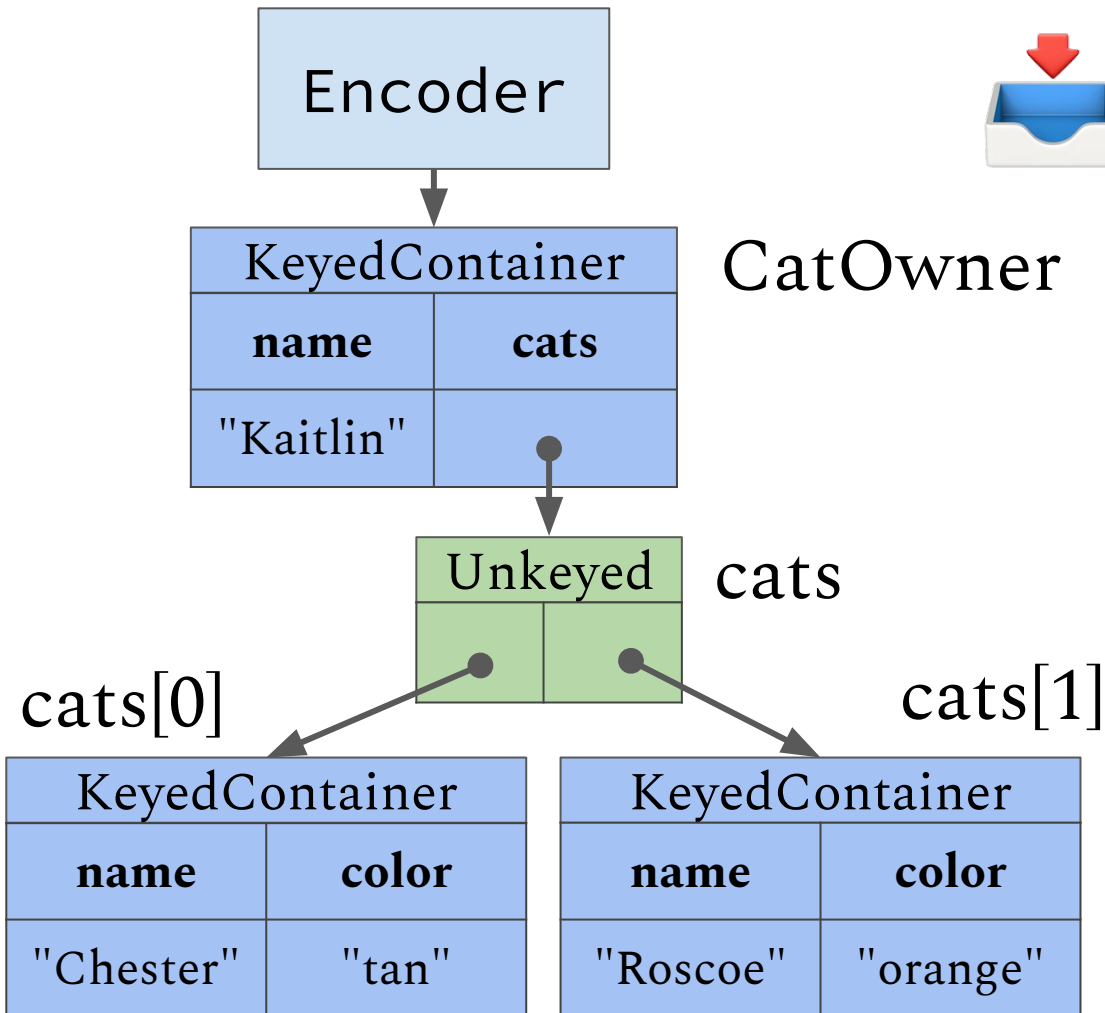 Encoder
KeyedContainer
CatOwner
name cats
"Kaitlin"
Unkeyed
cats
cats[0]
cats[1]
KeyedContainer
name color
"Chester" "tan"
KeyedContainer
name color
"Roscoe" "orange"